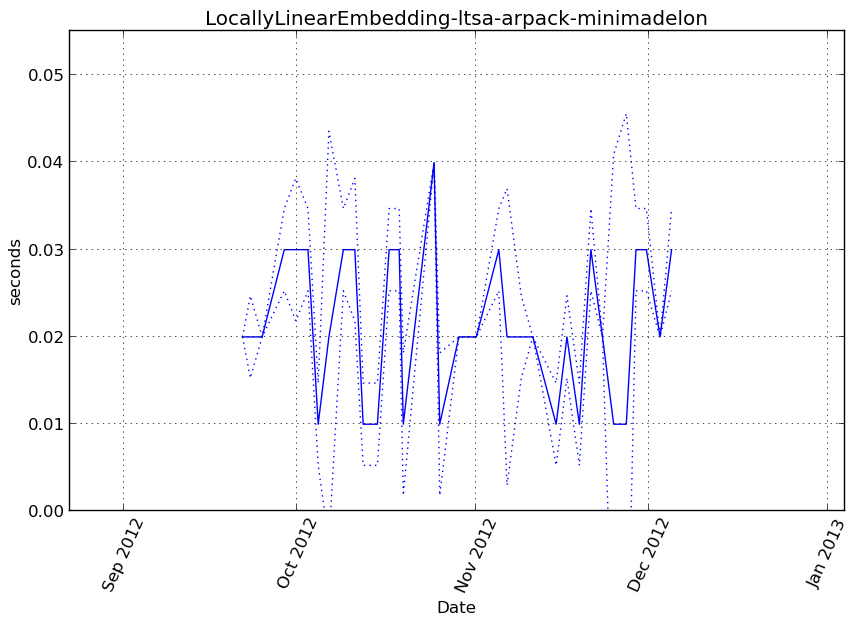 LocallyLinearEmbedding-ltsa-arpack-minimadelon
0.05
0.04
0.03
0.02
0.01
0.00
seconds
Sep 2012
Oct 2012
Nov 2012
Dec 2012
Jan 2013
Date